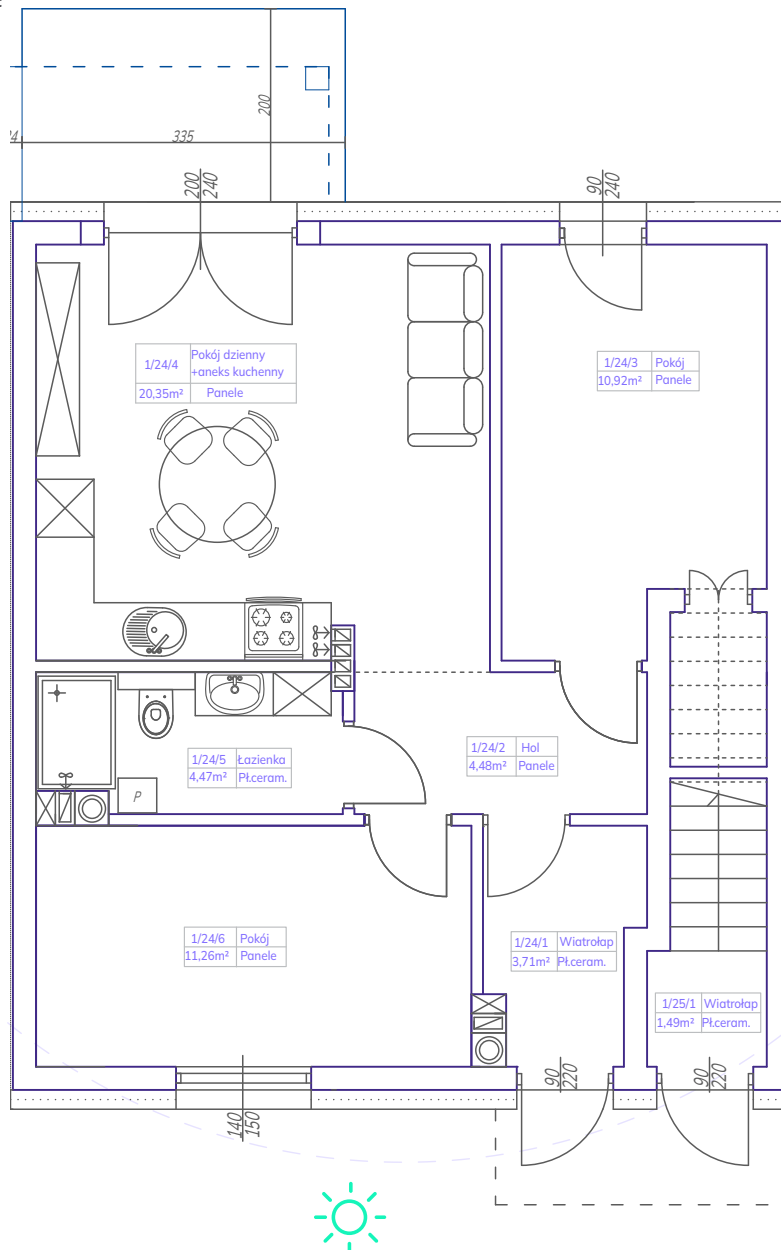 200
24
335
200
240
90
240
1/24/4 Pokój dzienny
+aneks kuchenny
20,35m² Panele
1/24/3 Pokój
10,92m² Panele
1/24/5 Łazienka
4,47m² Pł.ceram.
1/24/2 Hol
4,48m² Panele
P
1/24/6 Pokój
11,26m² Panele
1/24/1 Wiatrołap
3,71m² Pł.ceram.
1/25/1 Wiatrołap
1,49m² Pł.ceram.
90
220
90
220
140
150